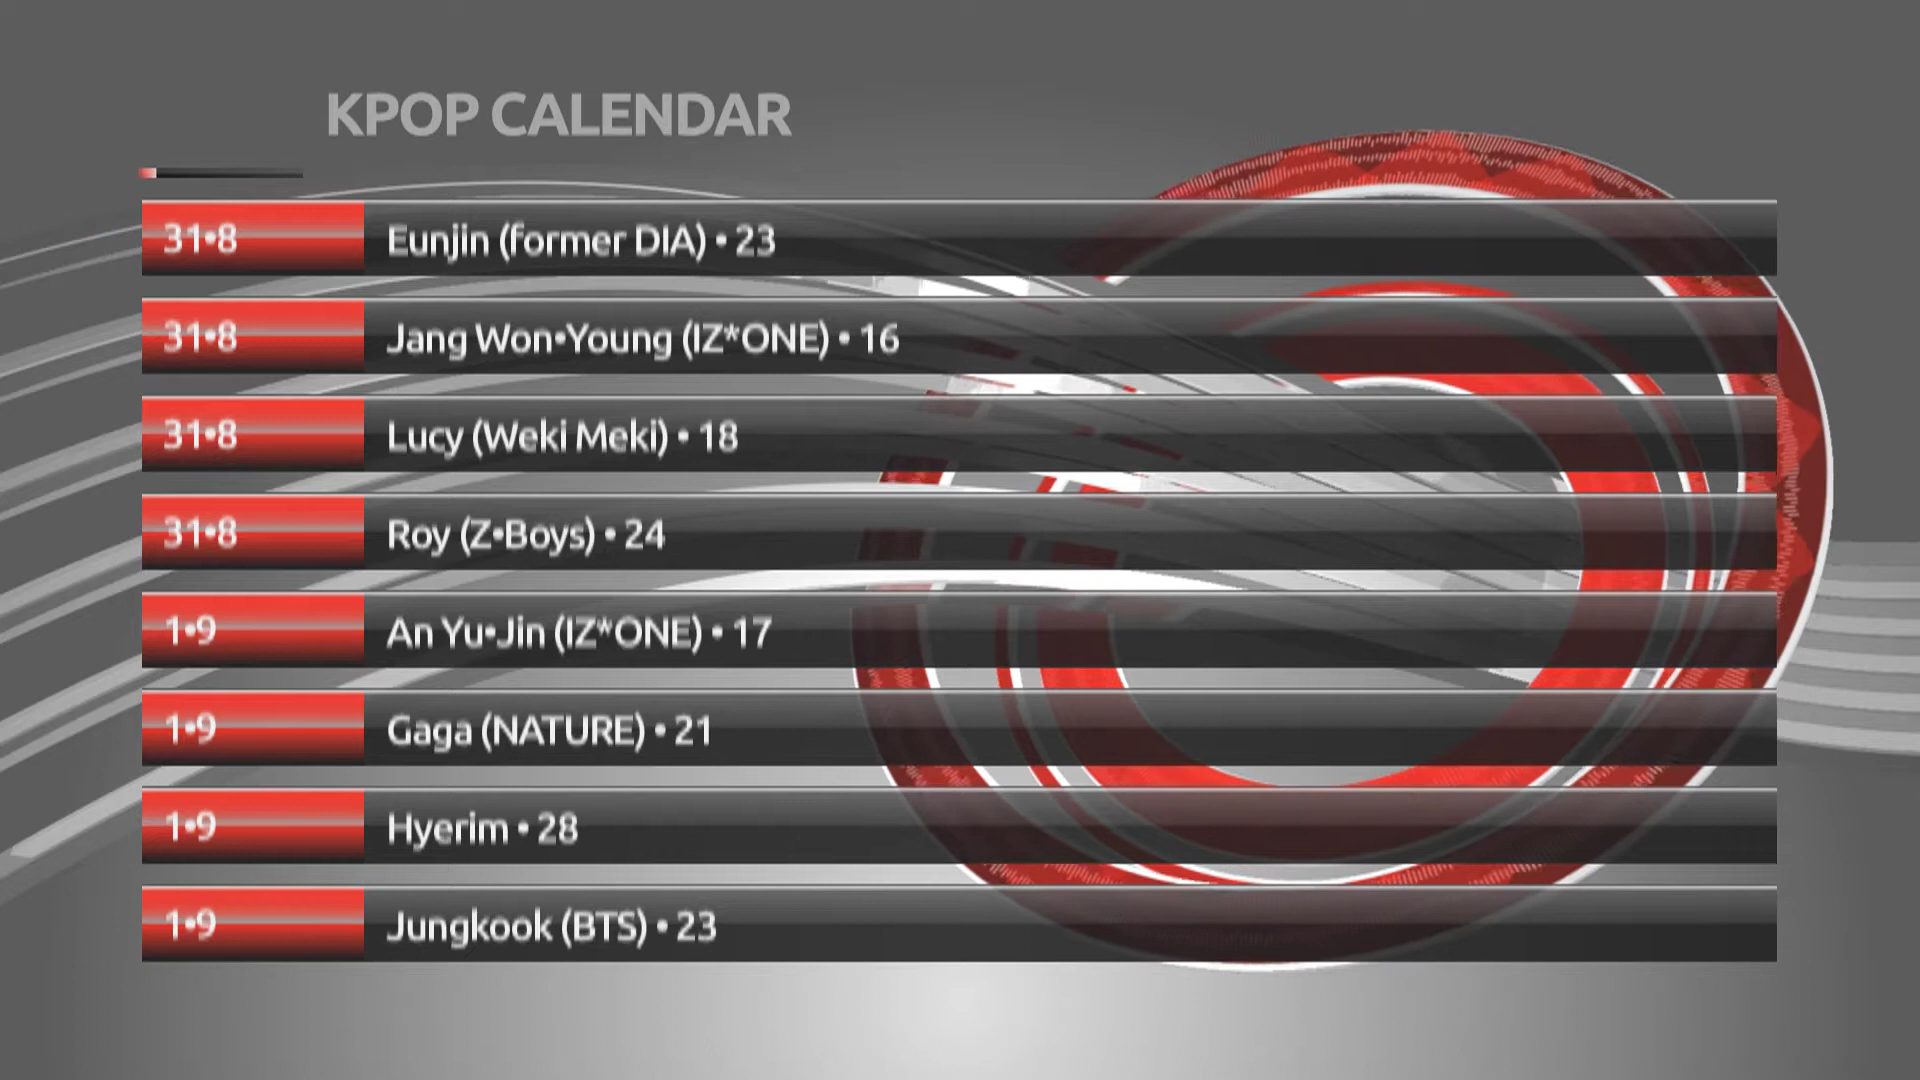 KPOP CALENDAR
31•8 Eunjin (former DIA) • 23
31•8 Jang Won•Young (IZ*ONE) • 16
31•8 Lucy (Weki Meki) • 18
31•8 Roy (Z•Boys) • 24
1•9 An Yu•Jin (IZ*ONE) • 17
1•9 Gaga (NATURE) • 21
1•9 Hyerim • 28
1•9 Jungkook (BTS) • 23